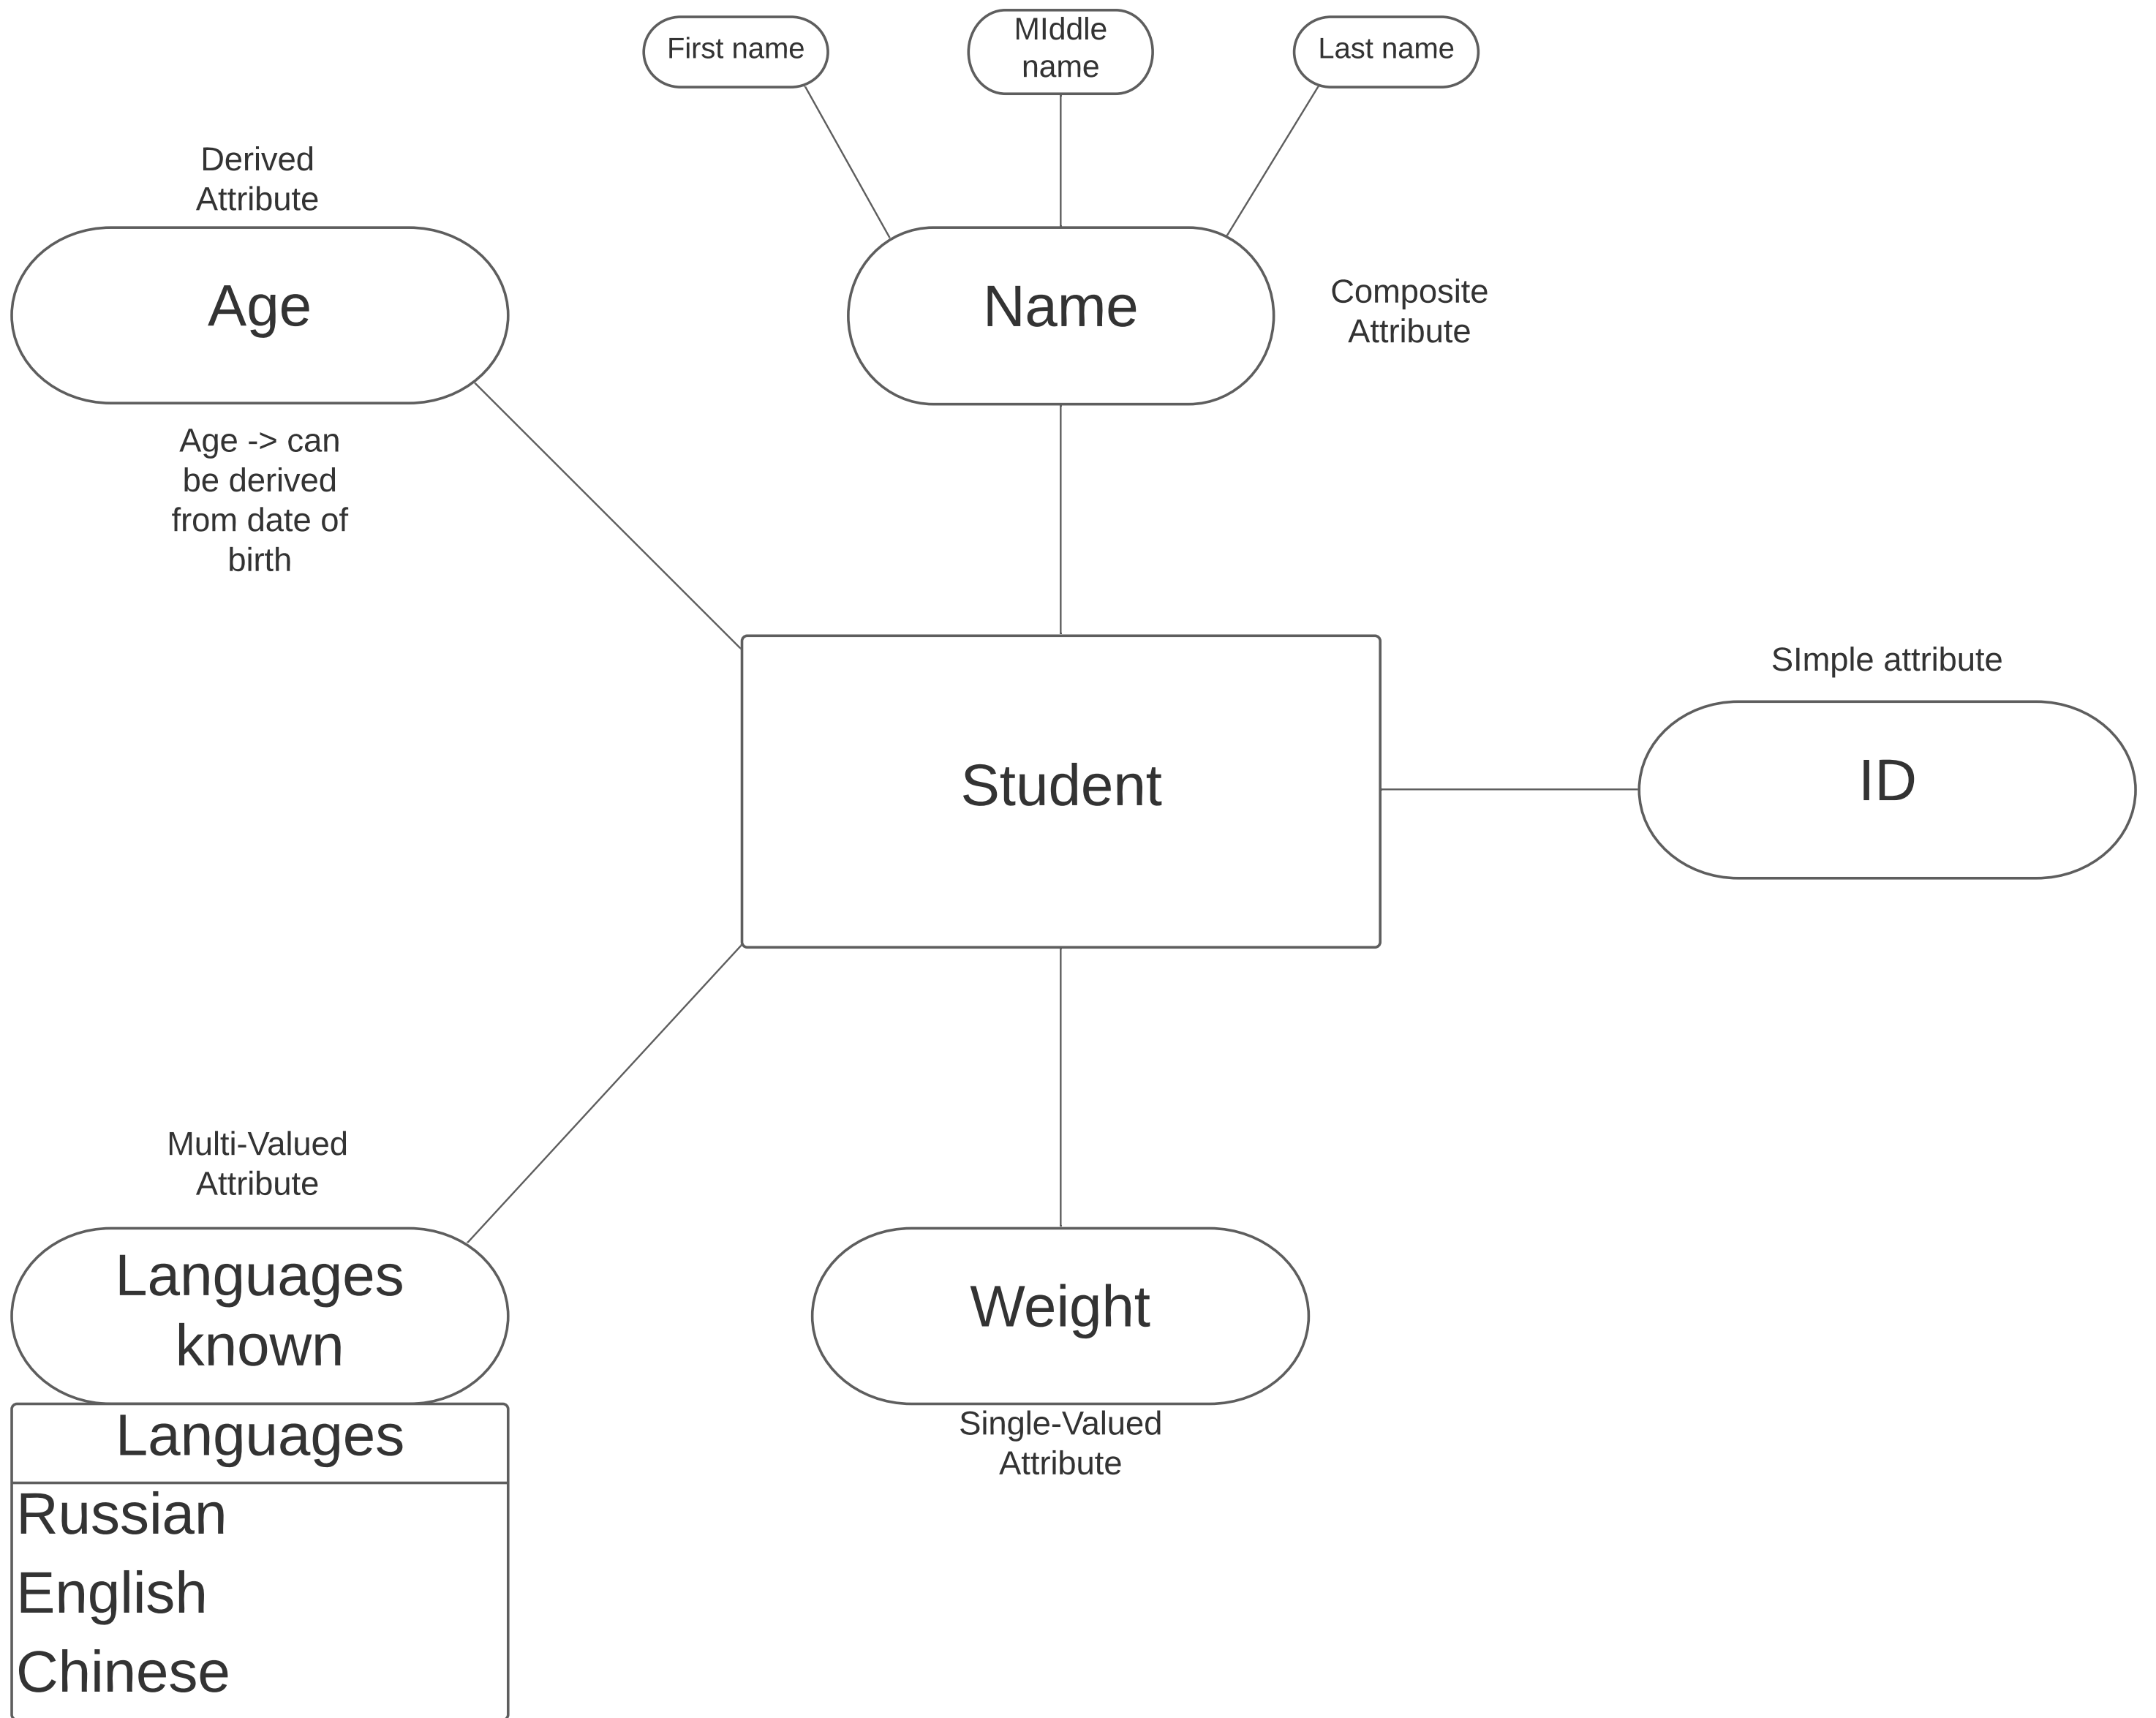 First name
MIddle
name
Last name
Derived
Attribute
Age
Name
Composite
Attribute
Age -> can
be derived
from date of
birth
SImple attribute
Student
ID
Multi-Valued
Attribute
Languages
known
Weight
Single-Valued
Attribute
Languages
Russian
English
Chinese